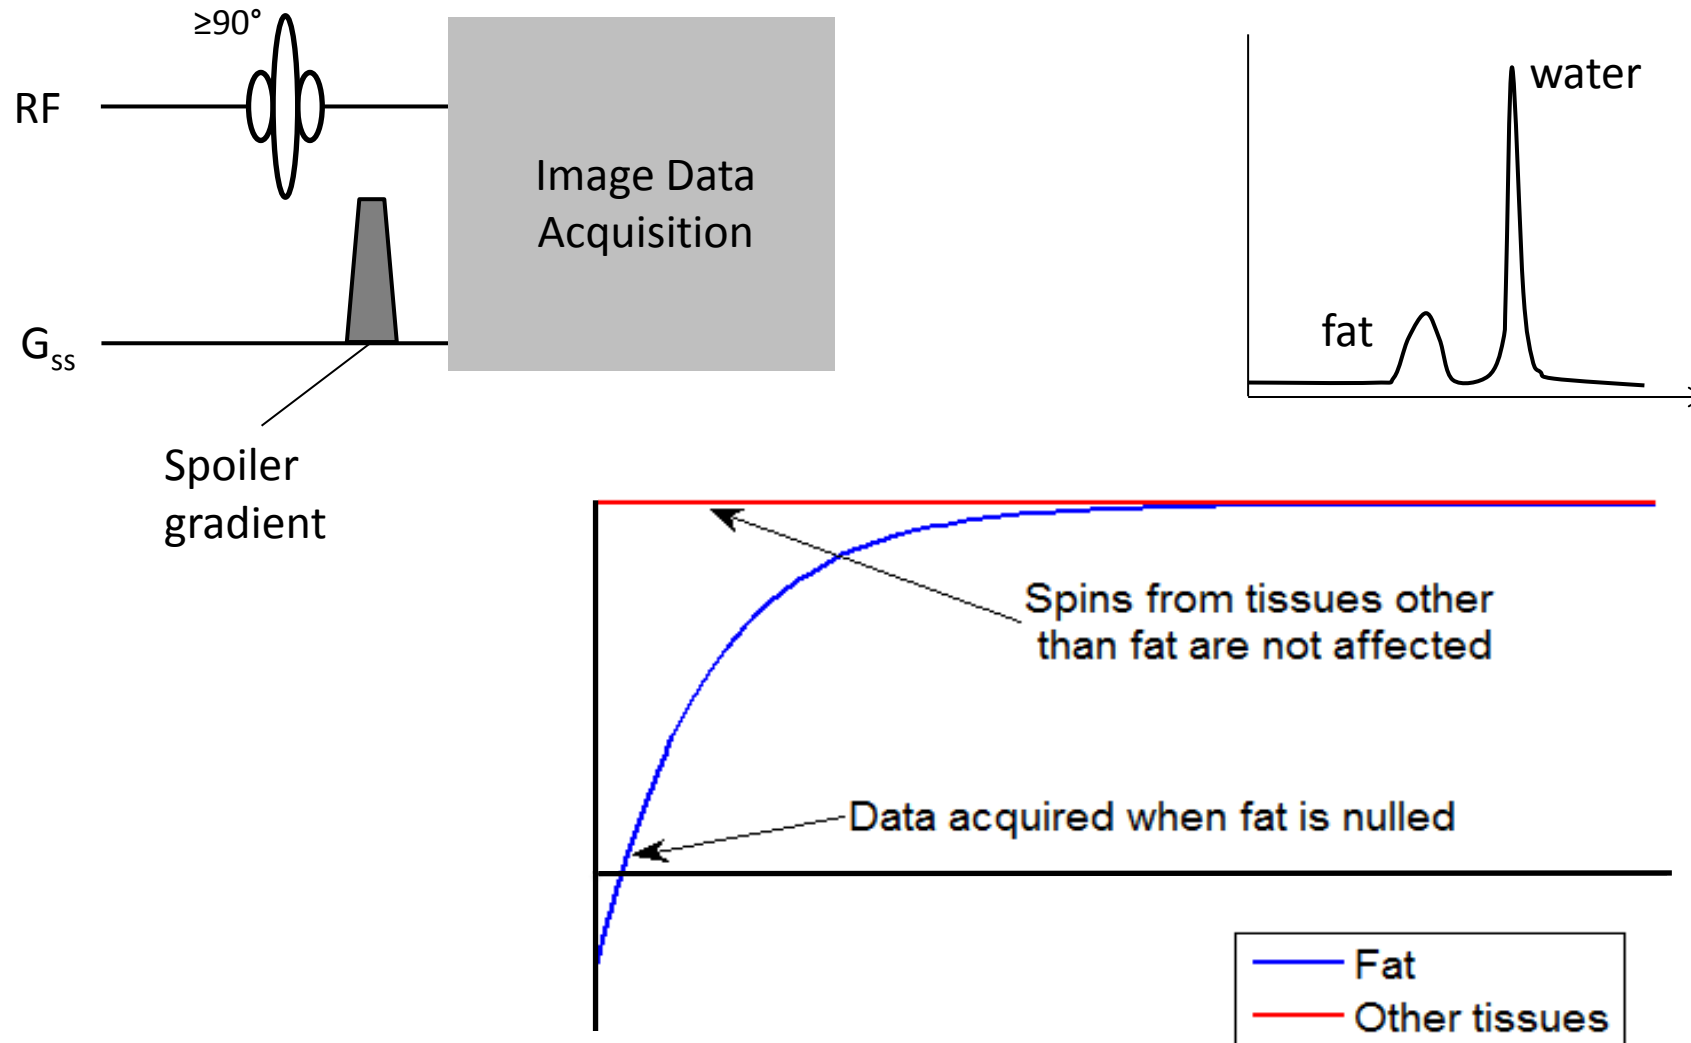 ≥90°
RF
Image Data
Acquisition
G_ss
Spoiler
gradient
water
fat
Spins from tissues other
than fat are not affected
Data acquired when fat is nulled
Fat
Other tissues